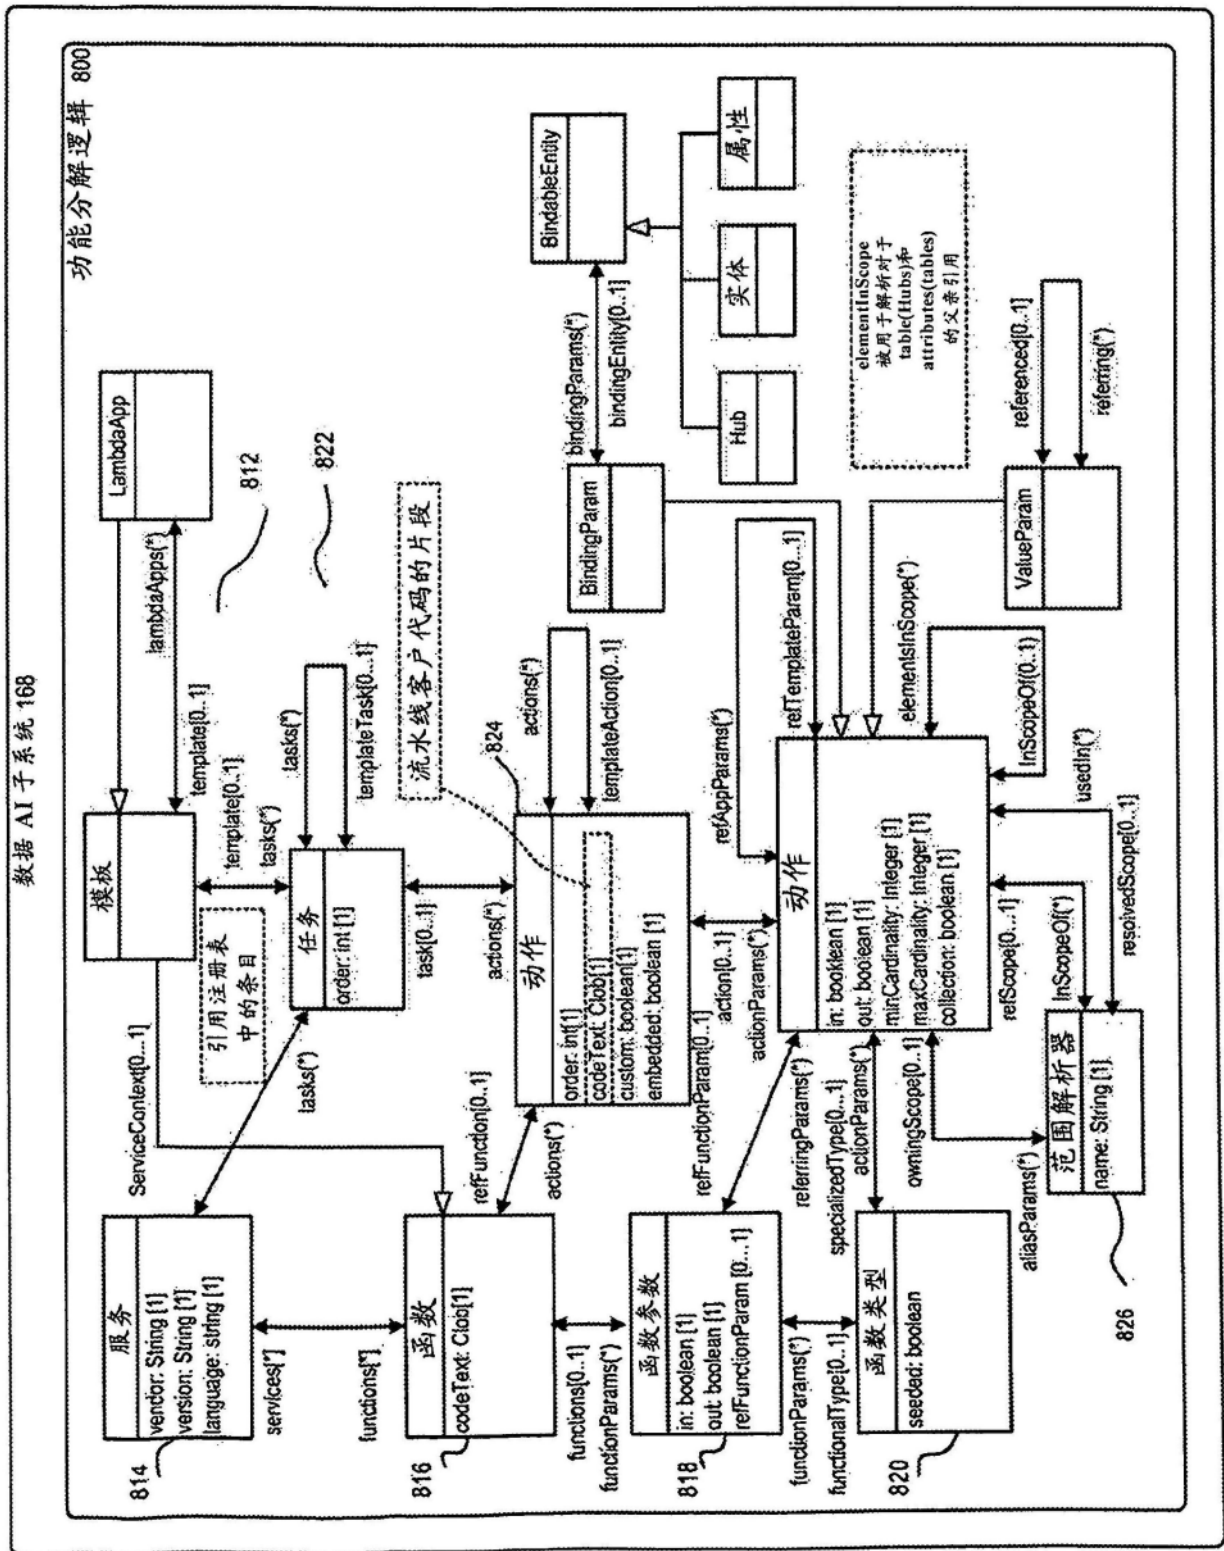 数据 AI 子系统 168
功能分解逻辑 800
服务
vendor: String [1]
version: String [1]
language: string [1]
814
services[*]
functions[*]
函数
codeText: Clob[1]
816
functions[0..1]
functionParams(*)
函数参数
in: boolean [1]
out: boolean [1]
refFunctionParam [0...1]
818
functionParams(*)
functionalType[0..1]
函数类型
seeded: boolean
820
ServiceContext[0...1]
tasks(*)
refFunction[0..1]
actions(*)
refFunctionParam[0..1]
referringParams(*)
specializedType[0...1]
actionParams(*)
owningScope[0..1]
aliasParams(*)
模板
引用注册表
中的条目
template[0..1]
tasks(*)
任务
order: int [1]
task[0..1]
actions(*)
动作
order: int[1]
codeText: Clob[1]
custom: boolean[1]
embedded: boolean [1]
824
action[0..1}
actionParams(*)
动作
in: booklean [1]
out: boolean [1]
minCardinality: Integer [1]
maxCardinality: Integer [1]
collection: boolean [1]
refScope[0...1]
InScopeOf(*)
范围解析器
name: String [1]
826
resolvedScope[0..1]
usedIn(*)
LambdaApp
lambdaApps(*)
template[0..1]
812
822
tasks(*)
templateTask[0...1]
流水线客户代码的片段
actions(*)
templateAction[0..1]
refAppParams(*)
refTemplateParam[0...1]
elementsInScope(*)
InScopeOf(0..1)
BindingParam
bindingParams(*)
bindingEntity[0..1]
BindableEntity
Hub
实体
属性
elementInScope
被用于解析对于
table(Hubs)和
attributes(tables)
的父亲引用
ValueParam
referenced[0..1]
referring(*)